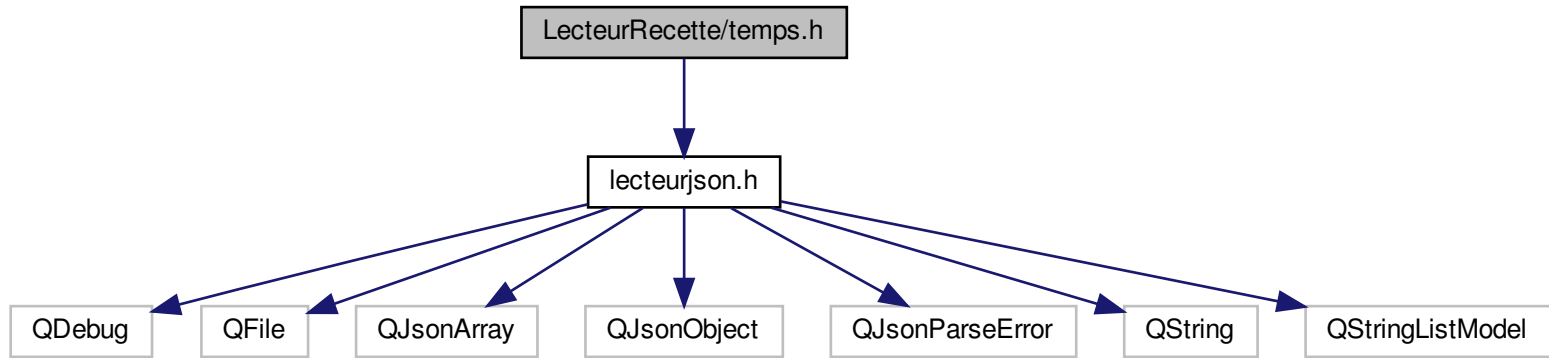 LecteurRecette/temps.h
lecteurjson.h
QDebug
QFile
QJsonArray
QJsonObject
QJsonParseError
QString
QStringListModel